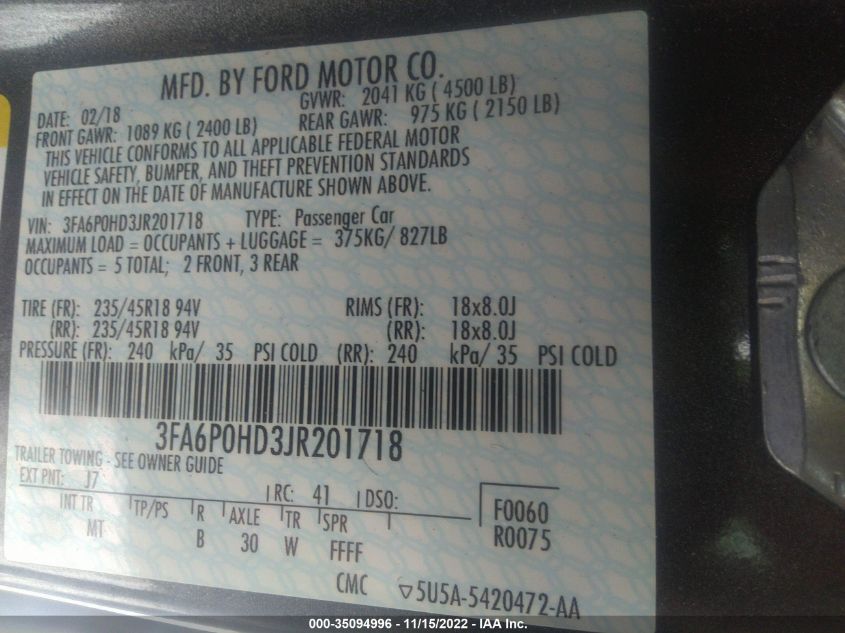 MFD. BY FORD MOTOR CO.
DATE: 02/18 GVWR: 2041 KG ( 4500 LB)
FRONT GAWR: 1089 KG ( 2400 LB) REAR GAWR: 975 KG ( 2150 LB)
THIS VEHICLE CONFORMS TO ALL APPLICABLE FEDERAL MOTOR
VEHICLE SAFETY, BUMPER, AND THEFT PREVENTION STANDARDS
IN EFFECT ON THE DATE OF MANUFACTURE SHOWN ABOVE.
VIN: 3FA6P0HD3JR201718 TYPE: Passenger Car
MAXIMUM LOAD = OCCUPANTS + LUGGAGE = 375KG/ 827LB
OCCUPANTS = 5 TOTAL; 2 FRONT, 3 REAR
TIRE (FR): 235/45R18 94V RIMS (FR): 18x8.0J
(RR): 235/45R18 94V (RR): 18x8.0J
PRESSURE (FR): 240 kPa/ 35 PSI COLD (RR): 240 kPa/ 35 PSI COLD
3FA6P0HD3JR201718
TRAILER TOWING - SEE OWNER GUIDE
EXT PNT: J7 RC: 41 DSO: F0060
INT TR TP/PS R AXLE TR SPR R0075
MT B 30 W FFFF
CMC 5U5A-5420472-AA
000-35094996 - 11/15/2022 - IAA Inc.